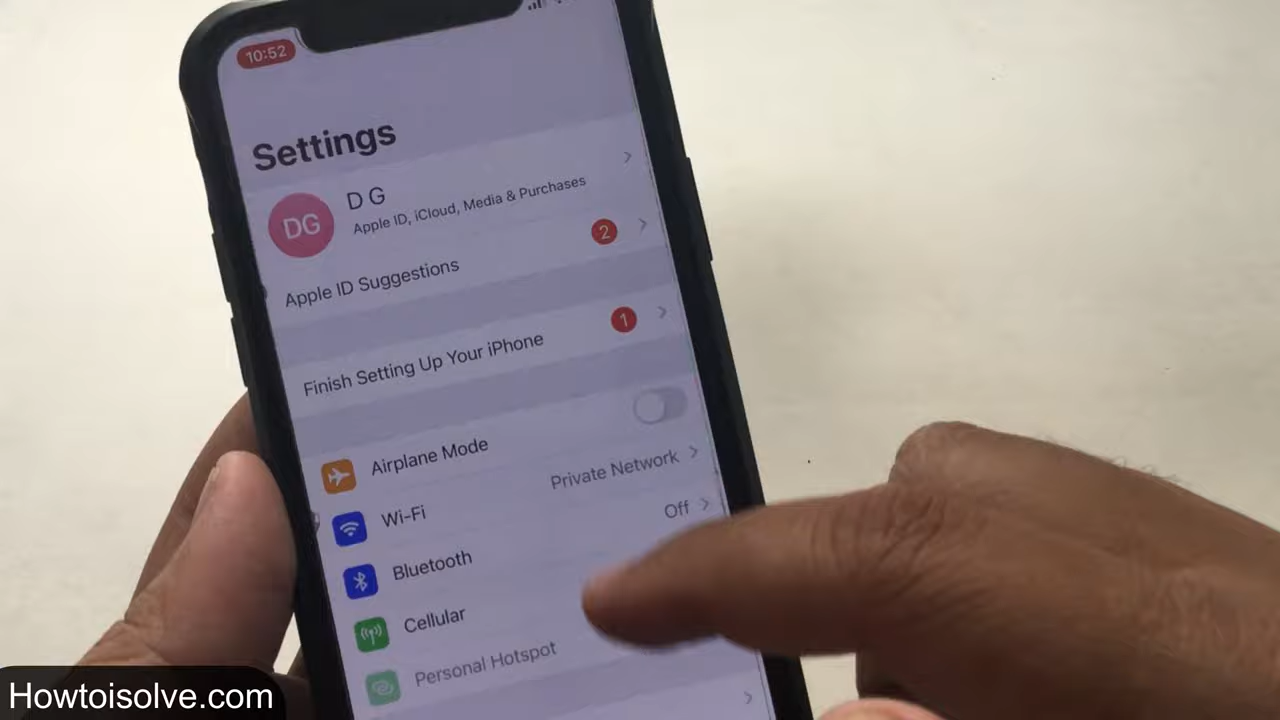 10:52
Settings
DG
D G
Apple ID, iCloud, Media & Purchases
Apple ID Suggestions 2
Finish Setting Up Your iPhone 1
Airplane Mode
Wi-Fi Private Network
Bluetooth Off
Cellular
Personal Hotspot
Howtoisolve.com